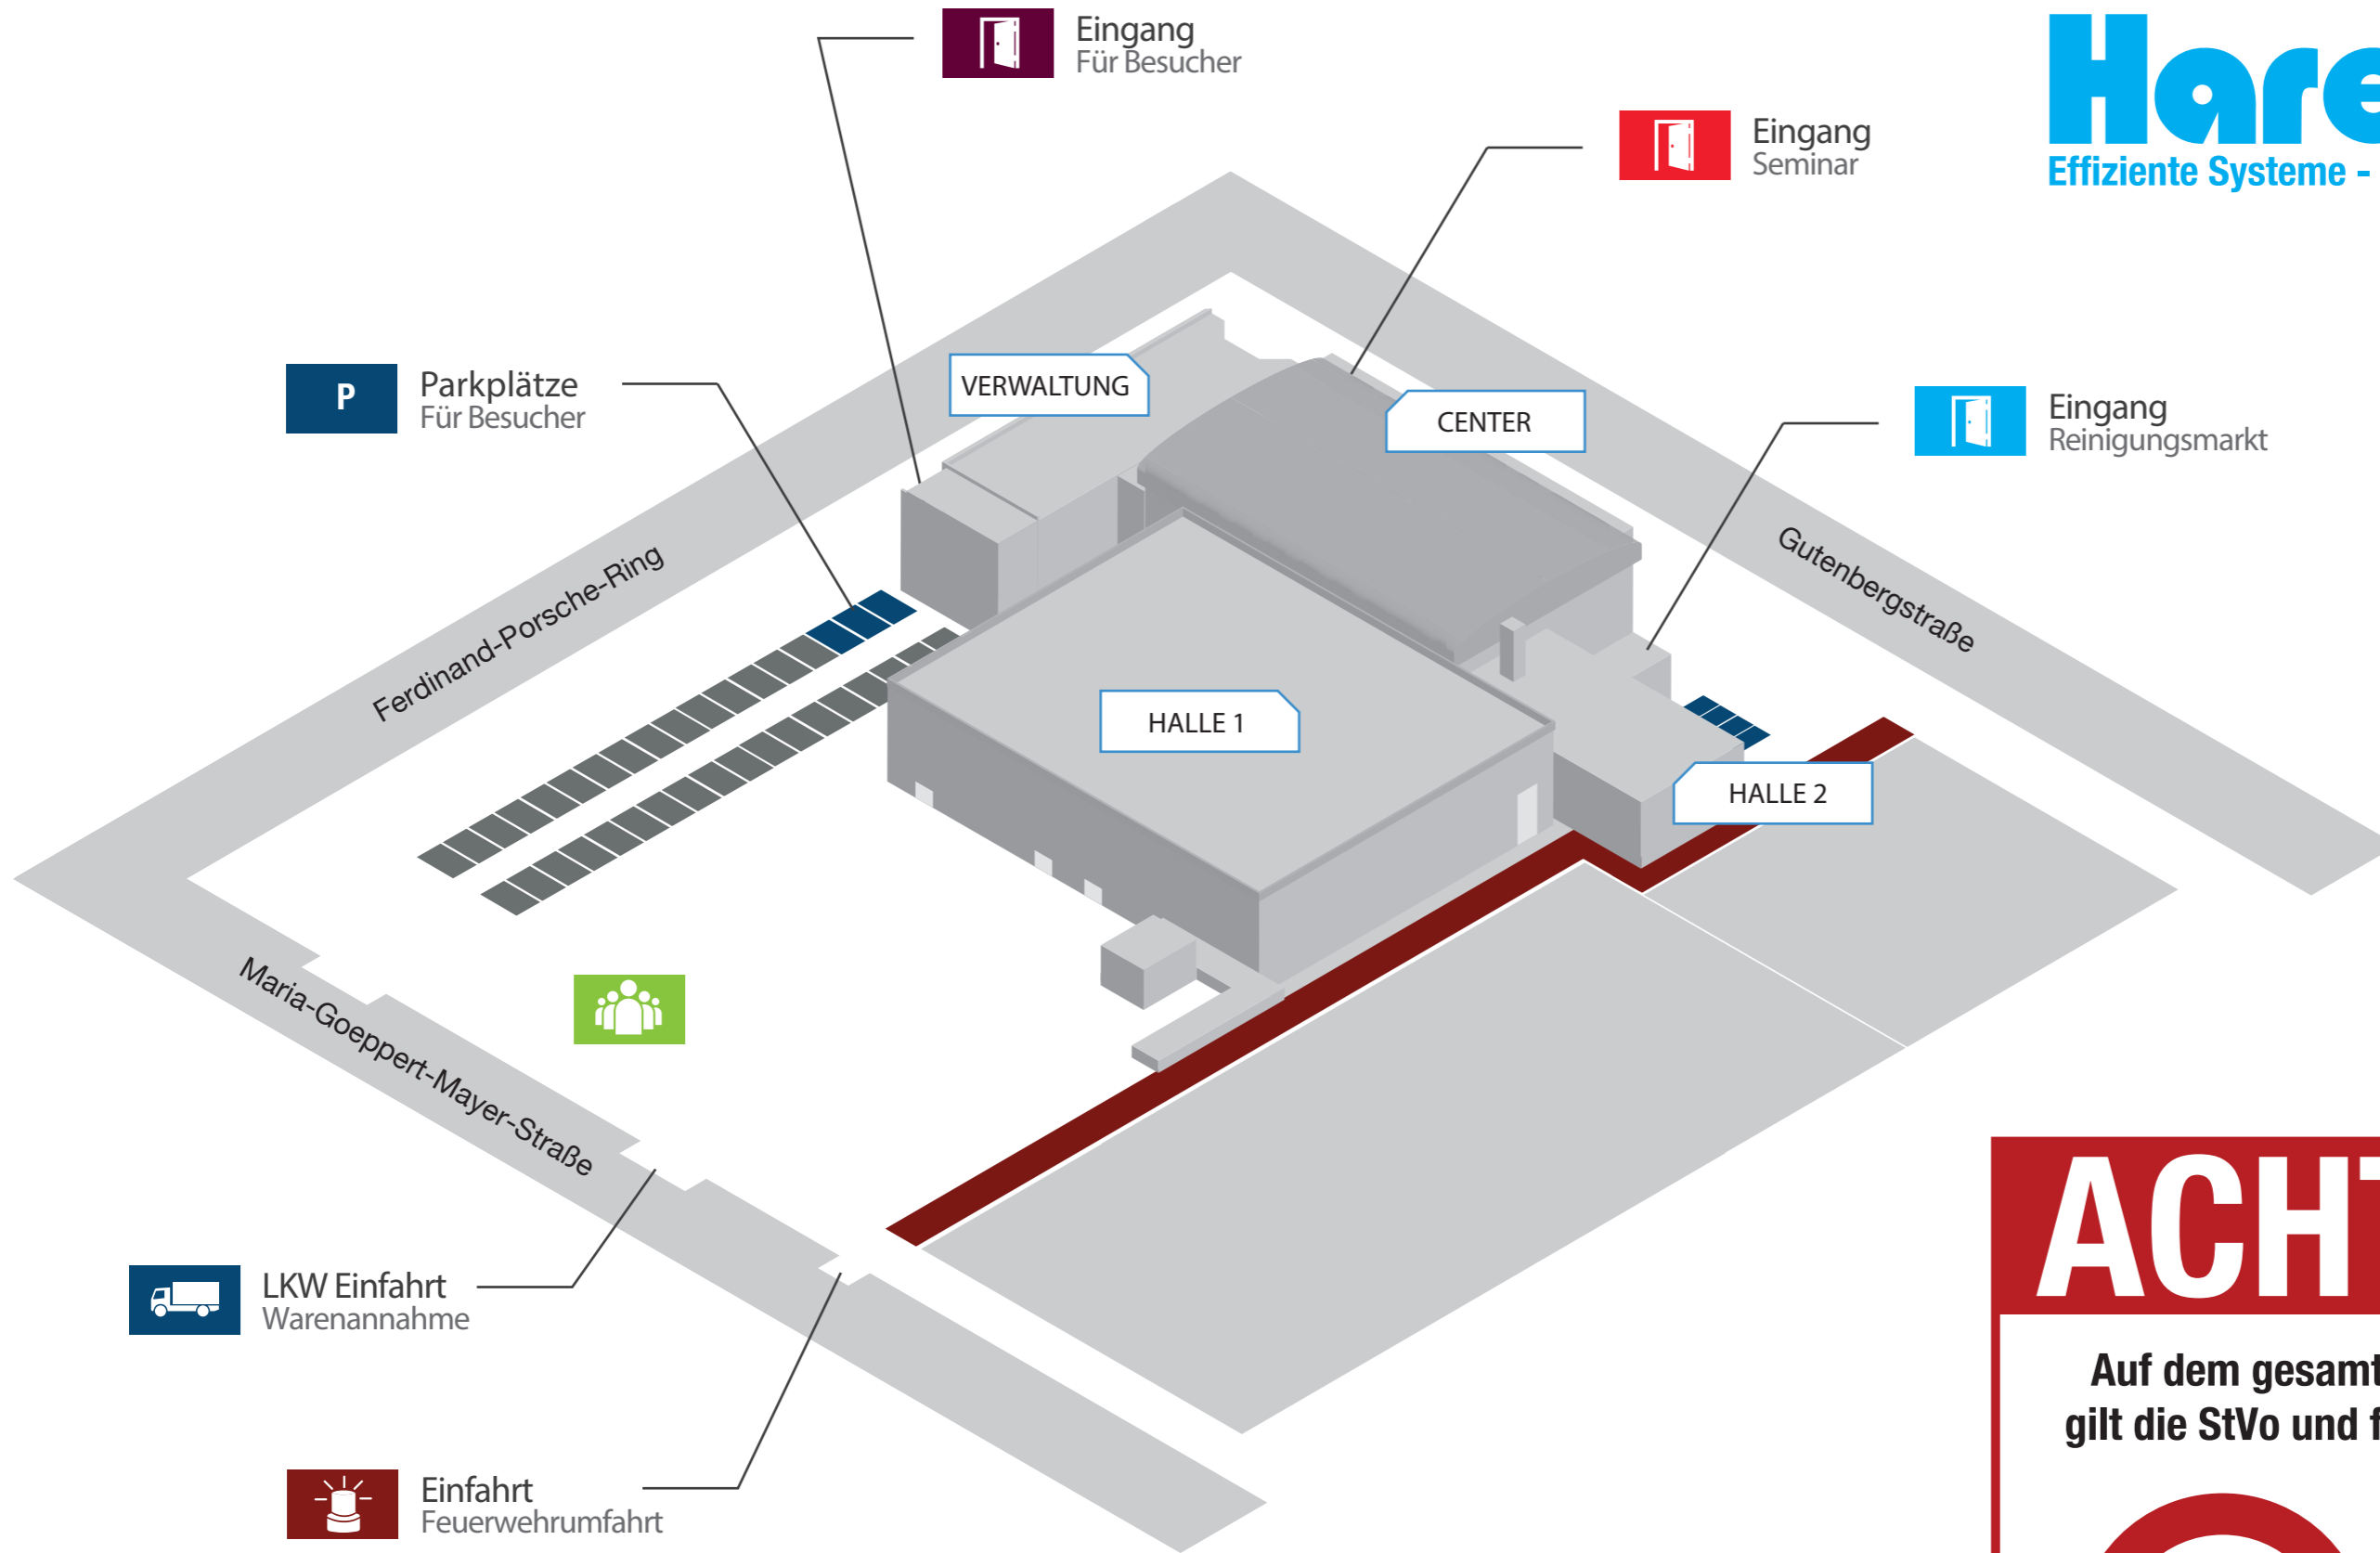 Eingang
Für Besucher
Eingang
Seminar
Hare
Effiziente Systeme -
P
Parkplätze
Für Besucher
VERWALTUNG
CENTER
Eingang
Reinigungsmarkt
Ferdinand-Porsche-Ring
Gutenbergstraße
HALLE 1
HALLE 2
Maria-Goeppert-Mayer-Straße
LKW Einfahrt
Warenannahme
Einfahrt
Feuerwehrumfahrt
ACHT
Auf dem gesamt
gilt die StVo und f